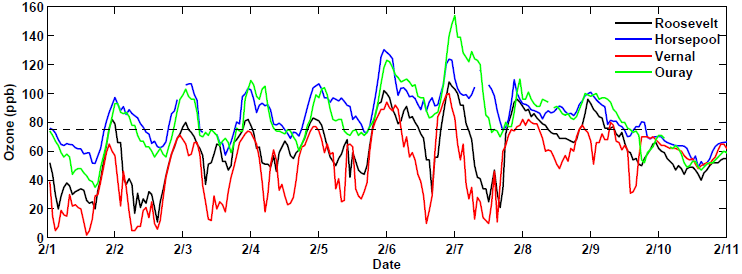 160
140
120
100
80
60
40
20
0
Ozone (ppb)
Roosevelt
Horsepool
Vernal
Ouray
2/1 2/2 2/3 2/4 2/5 2/6 2/7 2/8 2/9 2/10 2/11
Date